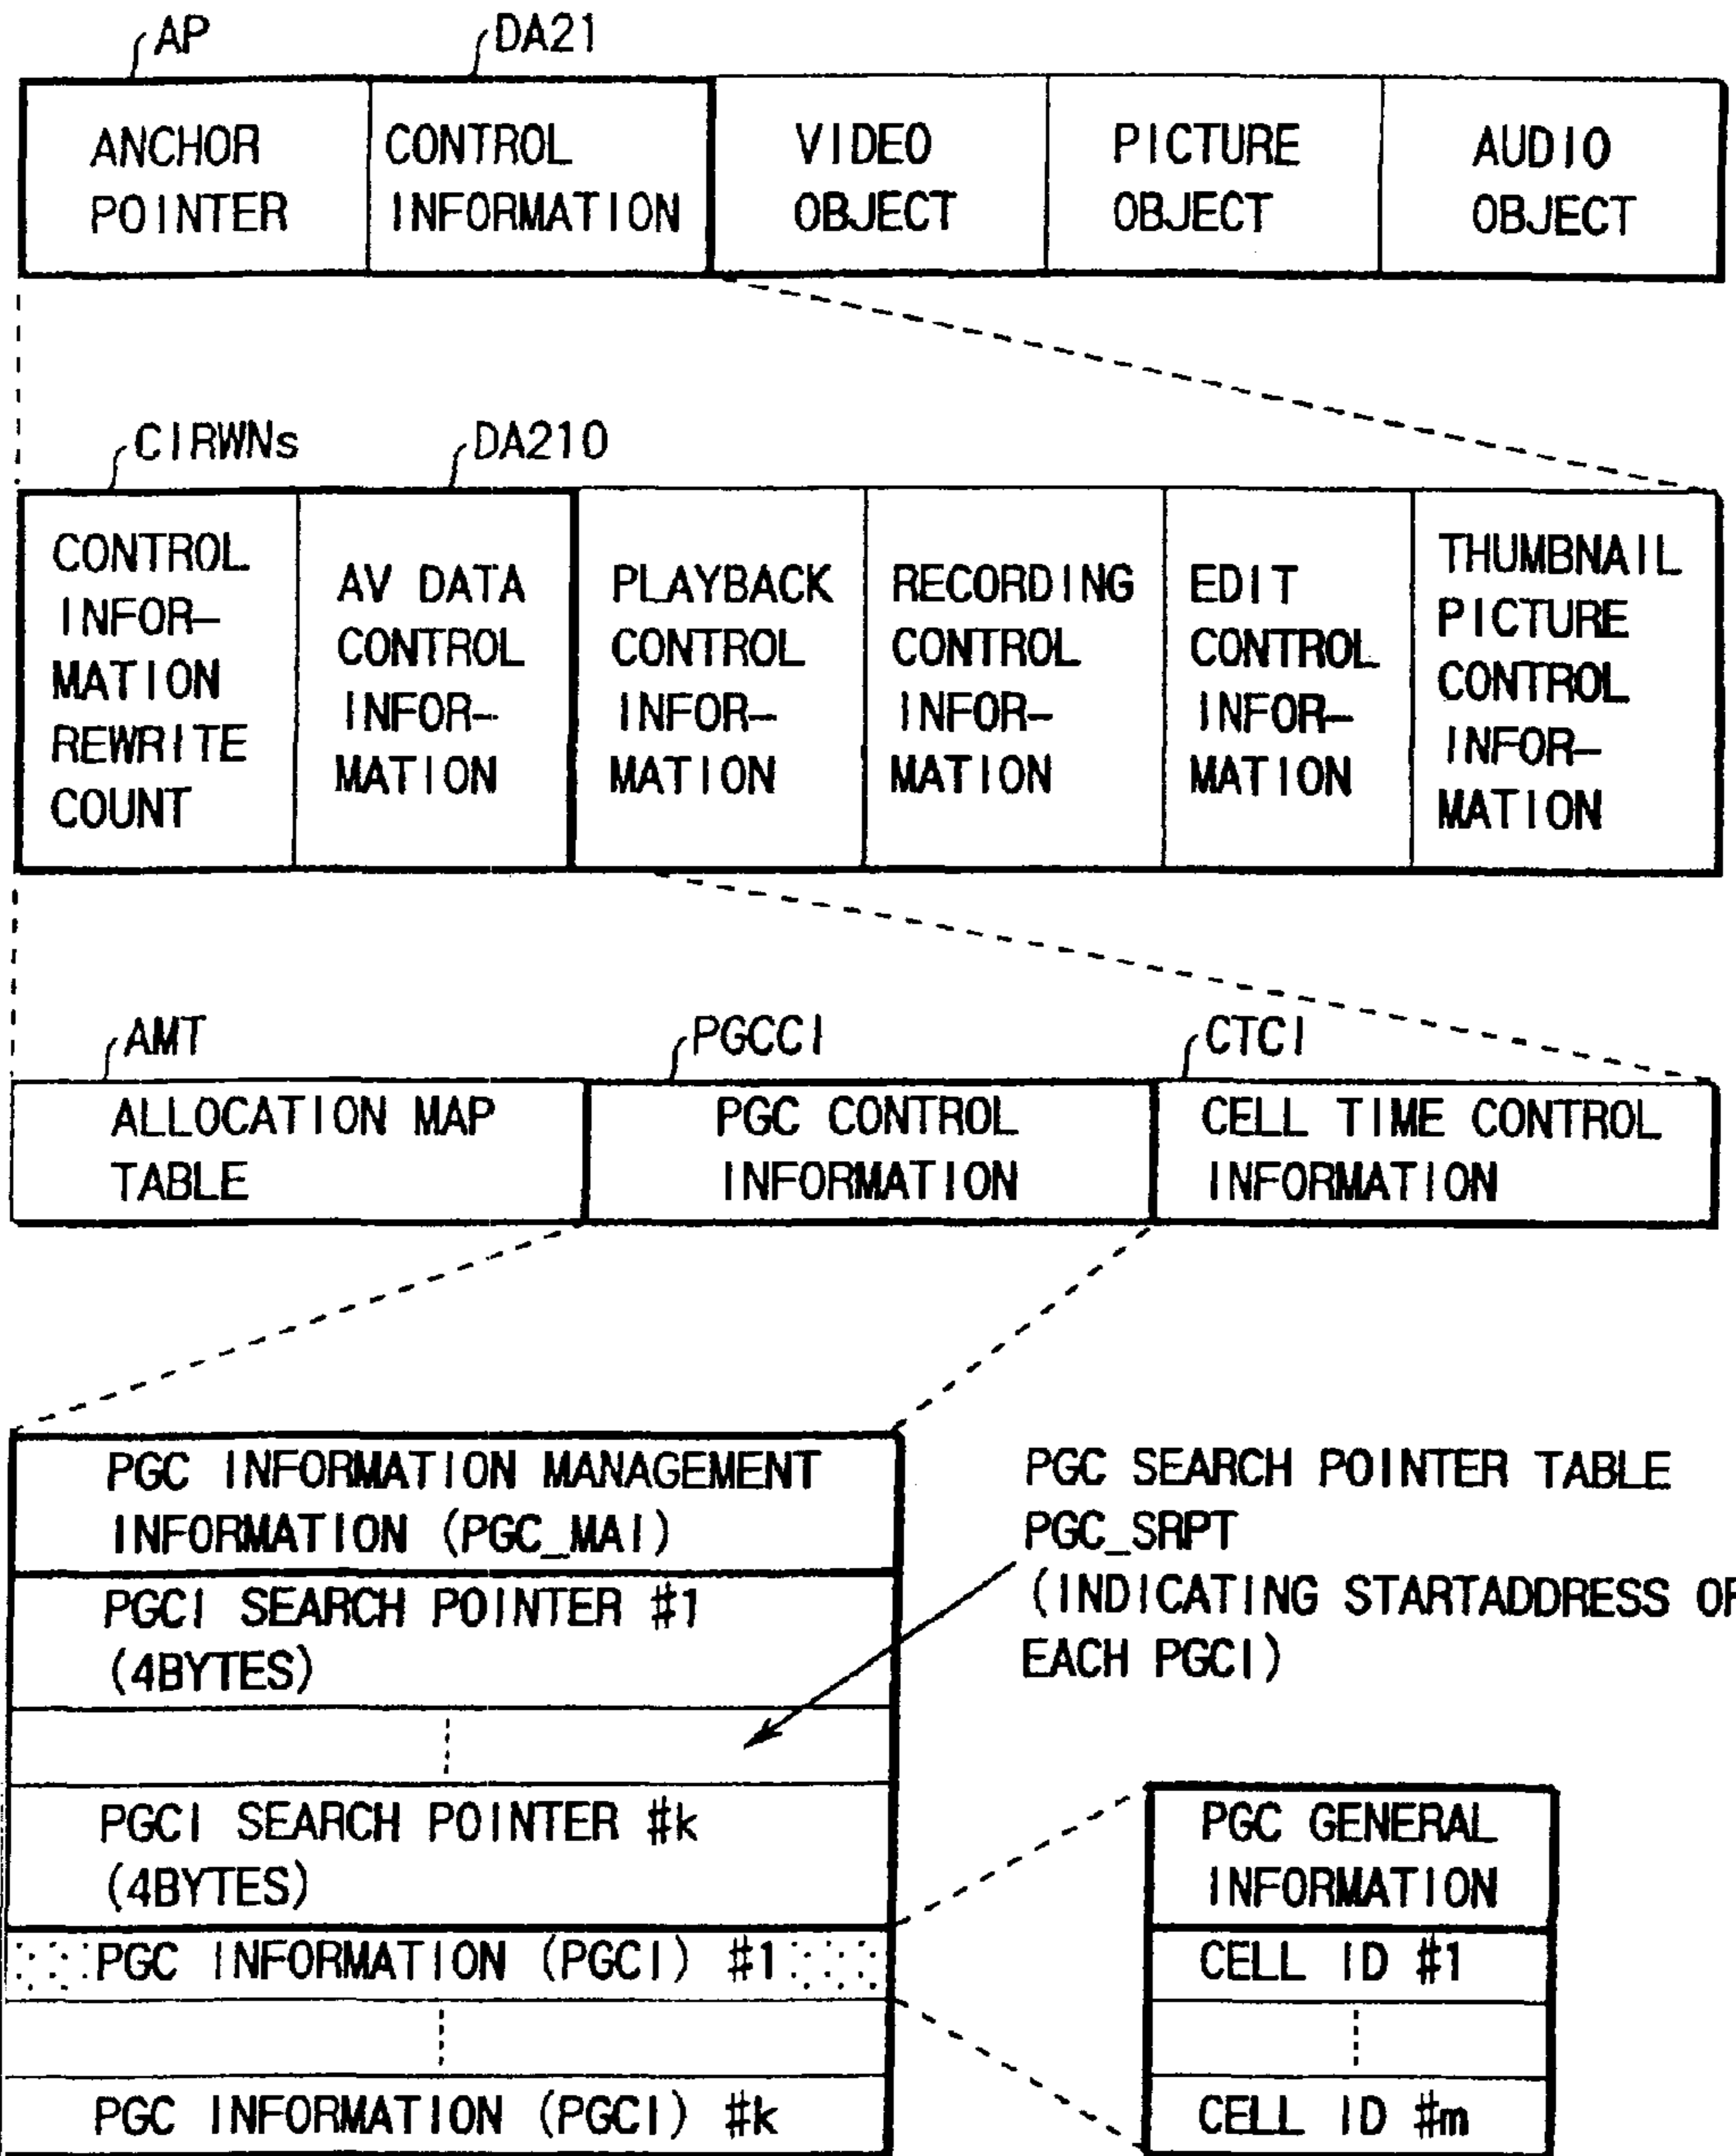 AP
DA21
ANCHOR
POINTER
CONTROL
INFORMATION
VIDEO
OBJECT
PICTURE
OBJECT
AUDIO
OBJECT
CIRWNs
DA210
CONTROL
INFOR-
MATION
REWRITE
COUNT
AV DATA
CONTROL
INFOR-
MATION
PLAYBACK
CONTROL
INFOR-
MATION
RECORDING
CONTROL
INFOR-
MATION
EDIT
CONTROL
INFOR-
MATION
THUMBNAIL
PICTURE
CONTROL
INFOR-
MATION
AMT
PGCCI
CTCI
ALLOCATION MAP
TABLE
PGC CONTROL
INFORMATION
CELL TIME CONTROL
INFORMATION
PGC INFORMATION MANAGEMENT
INFORMATION (PGC_MAI)
PGCI SEARCH POINTER #1
(4BYTES)
PGCI SEARCH POINTER #k
(4BYTES)
PGC INFORMATION (PGCI) #1
PGC INFORMATION (PGCI) #k
PGC SEARCH POINTER TABLE
PGC_SRPT
(INDICATING STARTADDRESS OF
EACH PGCI)
PGC GENERAL
INFORMATION
CELL ID #1
CELL ID #m